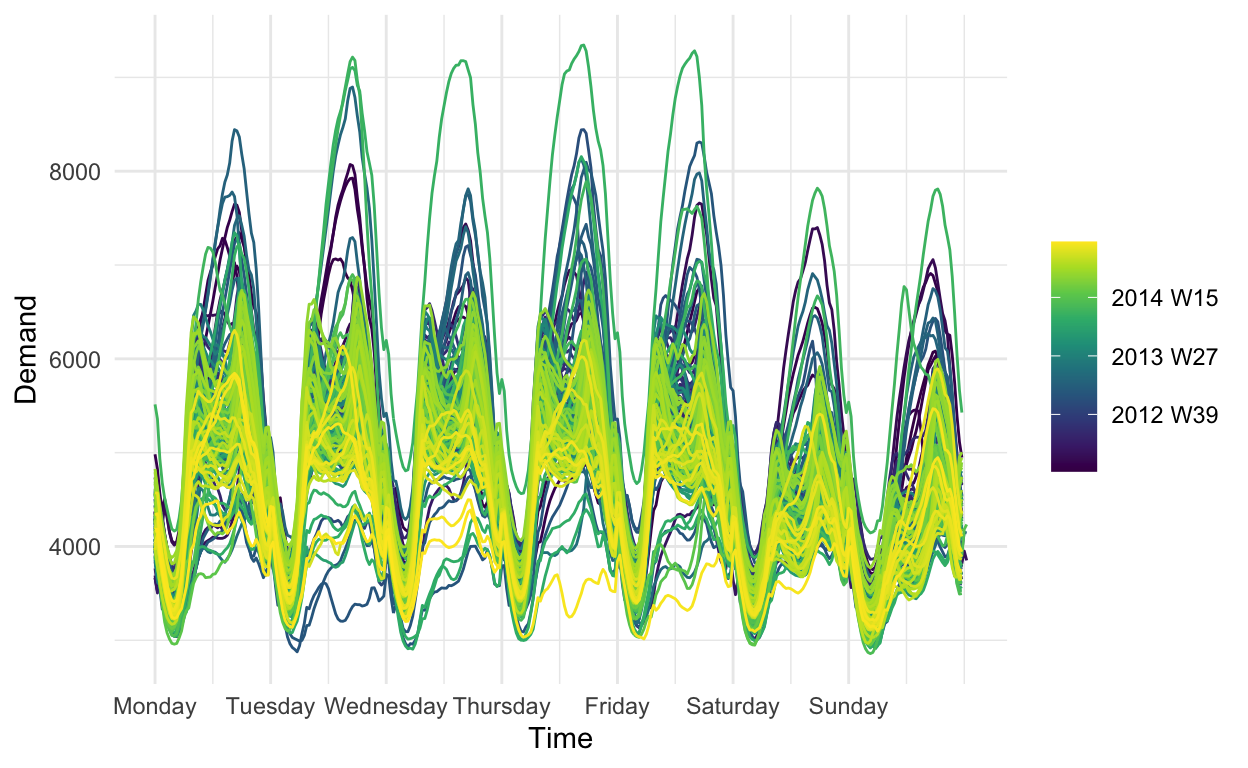 Demand
8000
6000
4000
Monday Tuesday Wednesday Thursday Friday Saturday Sunday
Time
2014 W15
2013 W27
2012 W39